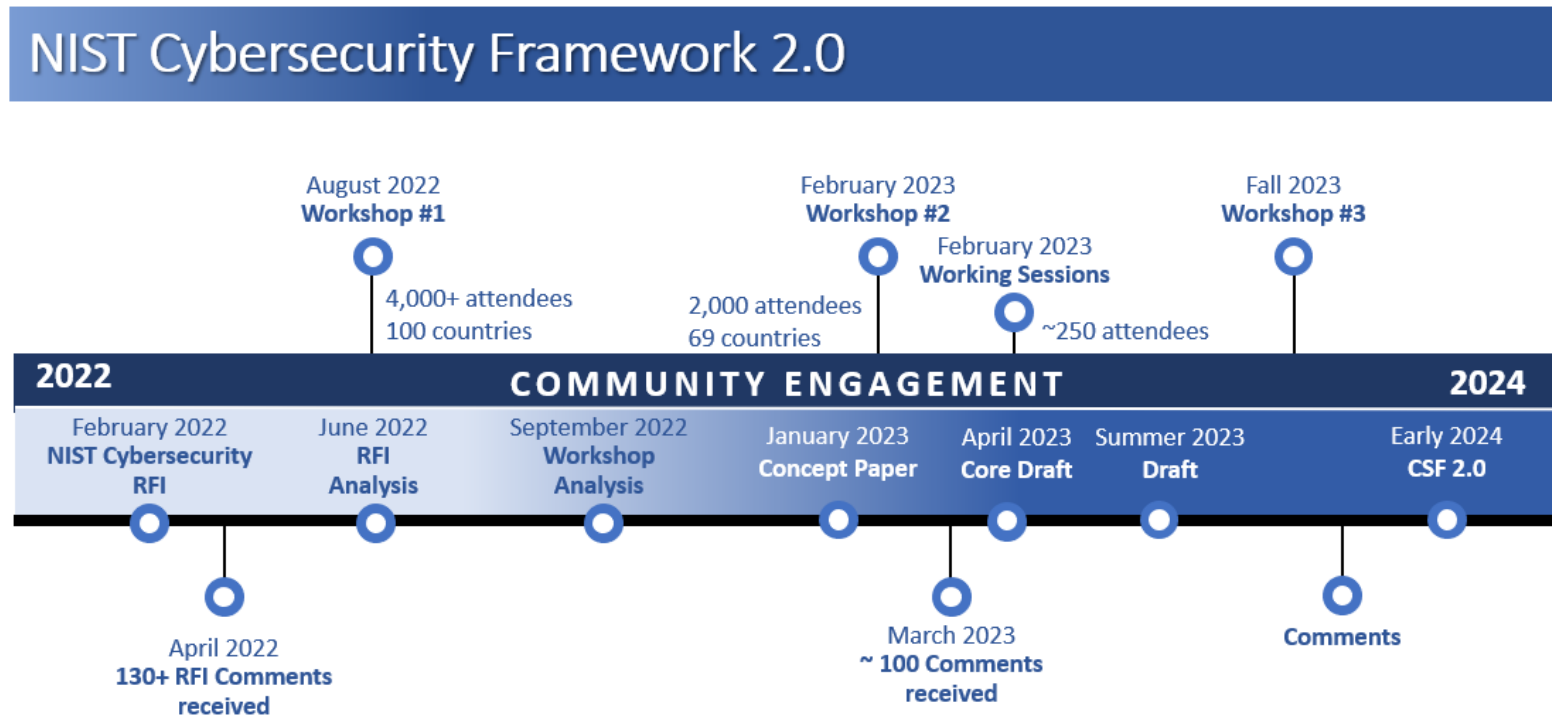 NIST Cybersecurity Framework 2.0
August 2022
Workshop #1
4,000+ attendees
100 countries
February 2023
Workshop #2
2,000 attendees
69 countries
February 2023
Working Sessions
~250 attendees
Fall 2023
Workshop #3
2022
COMMUNITY ENGAGEMENT
2024
February 2022
NIST Cybersecurity
RFI
June 2022
RFI
Analysis
September 2022
Workshop
Analysis
January 2023
Concept Paper
April 2023
Core Draft
Summer 2023
Draft
Early 2024
CSF 2.0
April 2022
130+ RFI Comments
received
March 2023
~ 100 Comments
received
Comments